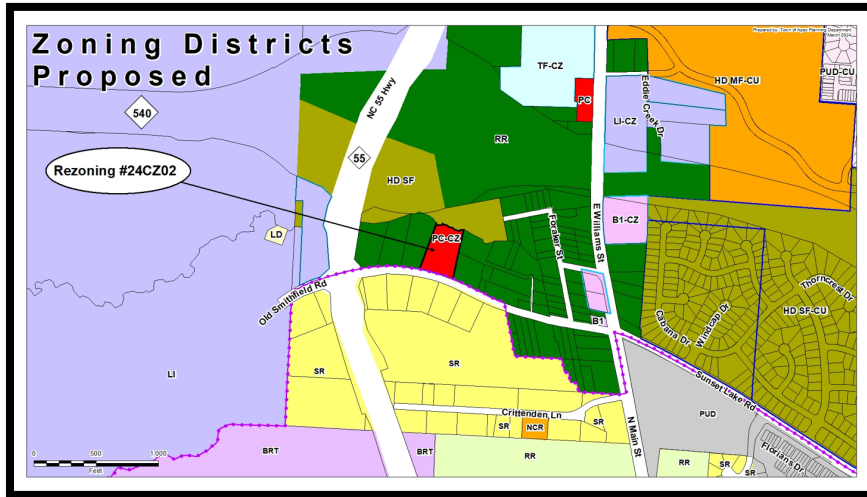 Zoning Districts
Proposed
Prepared by: Town of Apex Planning Department
March 2024
540
NC 55 Hwy
55
Rezoning #24CZ02
TF-CZ
PC
RR
HD SF
LI-CZ
Eddie Creek Dr
HD MF-CU
PUD-CU
LD
PC-CZ
Foraker St
E Williams St
B1-CZ
Old Smithfield Rd
B1
Cabana Dr
Windcap Dr
Thorncrest Dr
HD SF-CU
LI
SR
SR
Sunset Lake Rd
Crittenden Ln
SR
NCR
SR
N Main St
PUD
BRT
BRT
RR
RR
SR
SR
Florians Dr
0 500 1,000
Feet